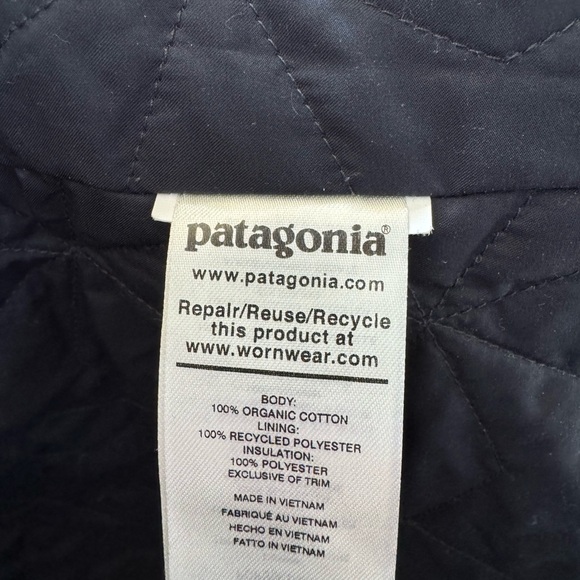 patagonia®
www.patagonia.com
Repair/Reuse/Recycle
this product at
www.wornwear.com
BODY:
100% ORGANIC COTTON
LINING:
100% RECYCLED POLYESTER
INSULATION:
100% POLYESTER
EXCLUSIVE OF TRIM
MADE IN VIETNAM
FABRIQUÉ AU VIETNAM
HECHO EN VIETNAM
FATTO IN VIETNAM